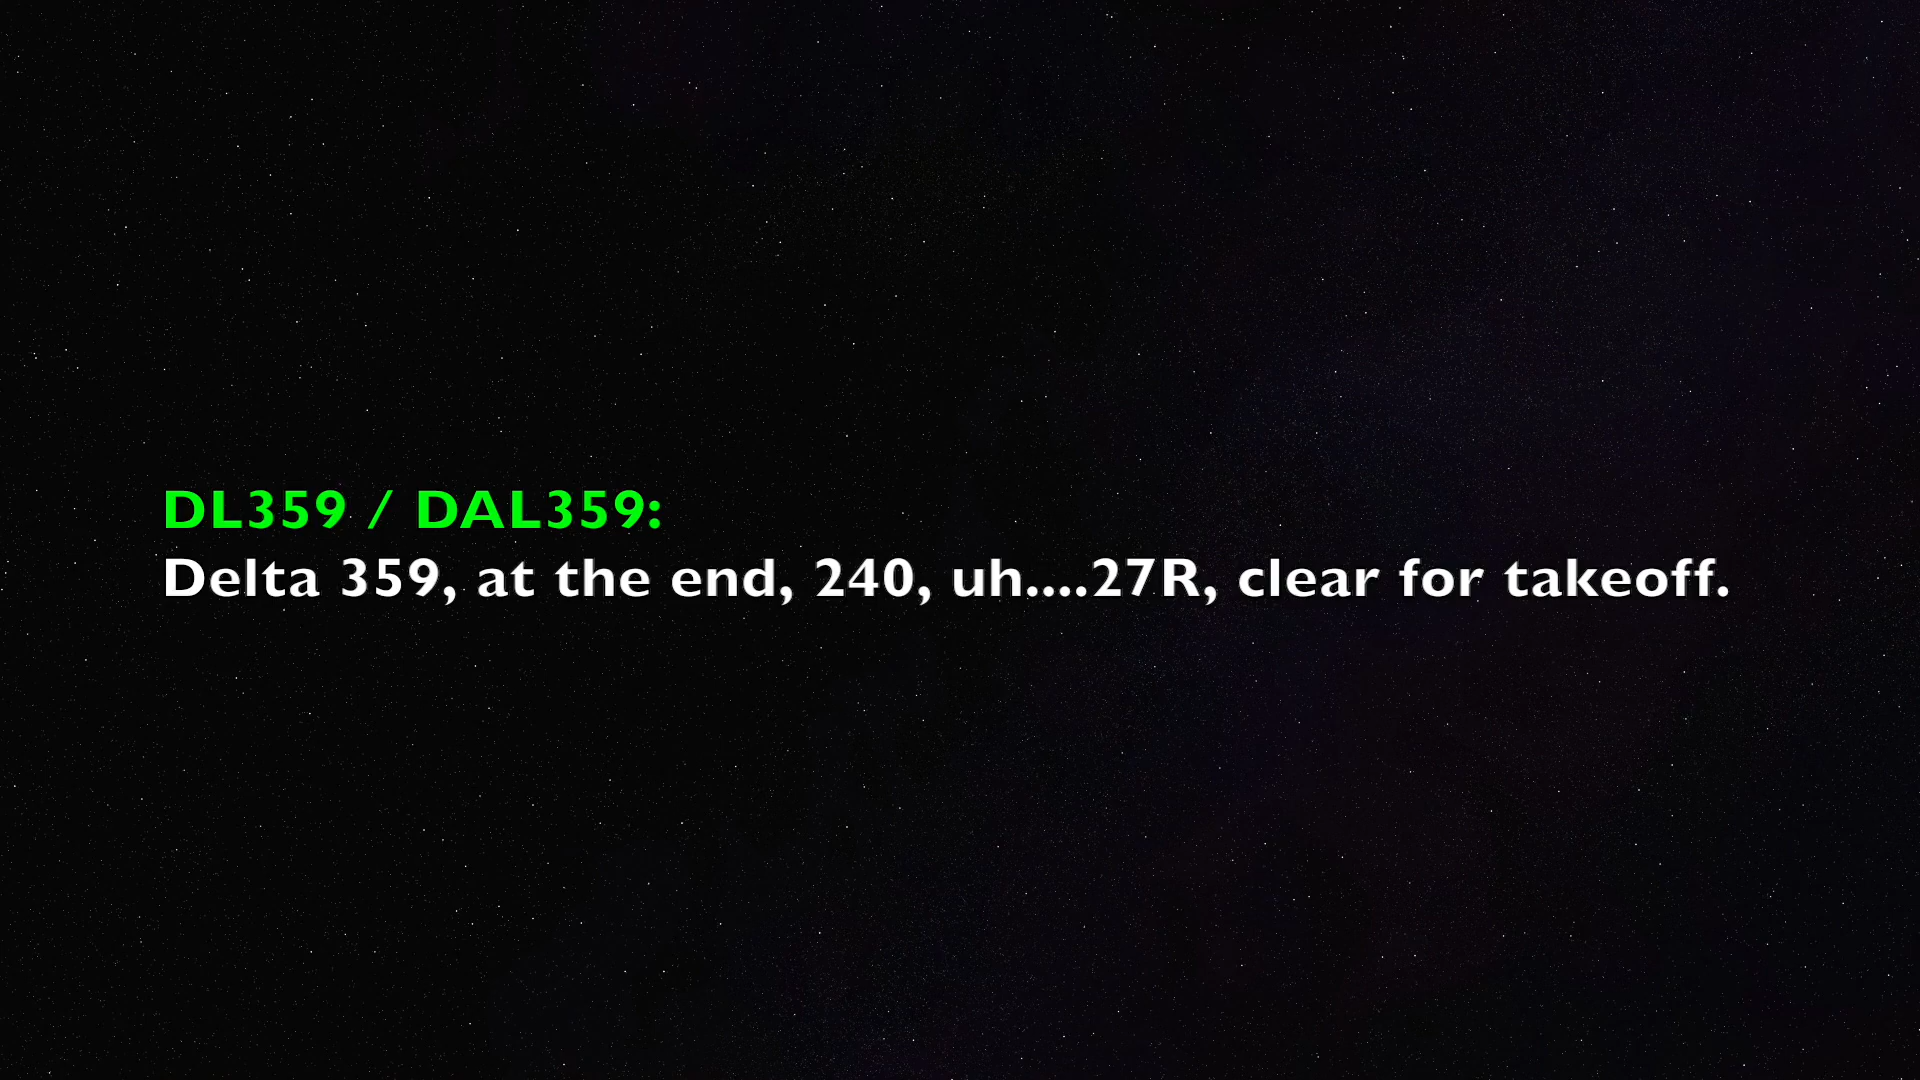 DL359 / DAL359:
Delta 359, at the end, 240, uh....27R, clear for takeoff.